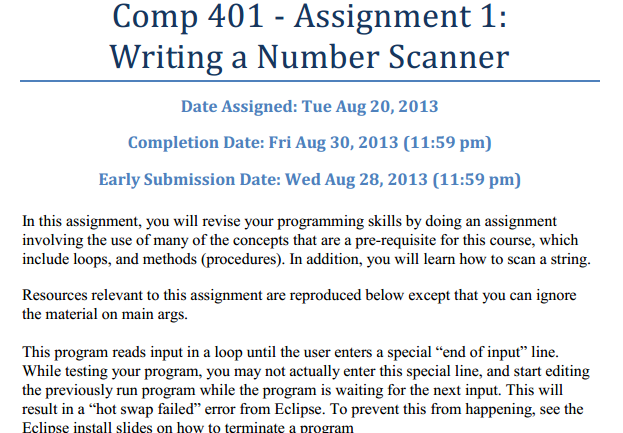 Comp 401 - Assignment 1:
Writing a Number Scanner
Date Assigned: Tue Aug 20, 2013
Completion Date: Fri Aug 30, 2013 (11:59 pm)
Early Submission Date: Wed Aug 28, 2013 (11:59 pm)
In this assignment, you will revise your programming skills by doing an assignment
involving the use of many of the concepts that are a pre-requisite for this course, which
include loops, and methods (procedures). In addition, you will learn how to scan a string.
Resources relevant to this assignment are reproduced below except that you can ignore
the material on main args.
This program reads input in a loop until the user enters a special “end of input” line.
While testing your program, you may not actually enter this special line, and start editing
the previously run program while the program is waiting for the next input. This will
result in a “hot swap failed” error from Eclipse. To prevent this from happening, see the
Eclipse install slides on how to terminate a program